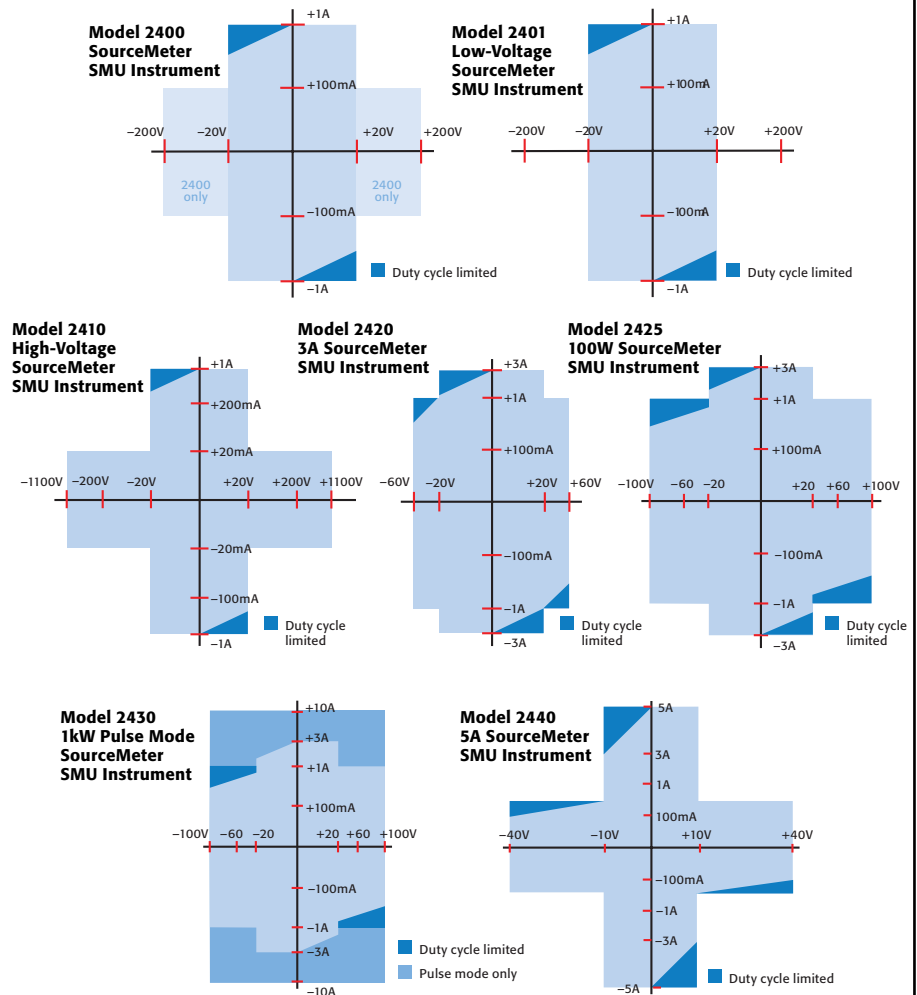 Model 2400
SourceMeter
SMU Instrument
+1A
+100mA
−200V
−20V
+20V
+200V
2400
only
2400
only
−100mA
Duty cycle limited
−1A
Model 2401
Low-Voltage
SourceMeter
SMU Instrument
+1A
+100mA
−200V
−20V
+20V
+200V
−100mA
Duty cycle limited
−1A
Model 2410
High-Voltage
SourceMeter
SMU Instrument
+1A
+200mA
+20mA
−1100V
−200V
−20V
+20V
+200V
+1100V
−20mA
−100mA
Duty cycle
limited
−1A
Model 2420
3A SourceMeter
SMU Instrument
+3A
+1A
+100mA
−60V
−20V
+20V
+60V
−100mA
−1A
Duty cycle
limited
−3A
Model 2425
100W SourceMeter
SMU Instrument
+3A
+1A
+100mA
−100V
−60
−20
+20
+60
+100V
−100mA
−1A
Duty cycle
limited
−3A
Model 2430
1kW Pulse Mode
SourceMeter
SMU Instrument
+10A
+3A
+1A
+100mA
−100V
−60
−20
+20
+60
+100V
−100mA
−1A
−3A
Duty cycle limited
Pulse mode only
−10A
Model 2440
5A SourceMeter
SMU Instrument
5A
3A
1A
100mA
−40V
−10V
+10V
+40V
−100mA
−1A
−3A
Duty cycle limited
−5A